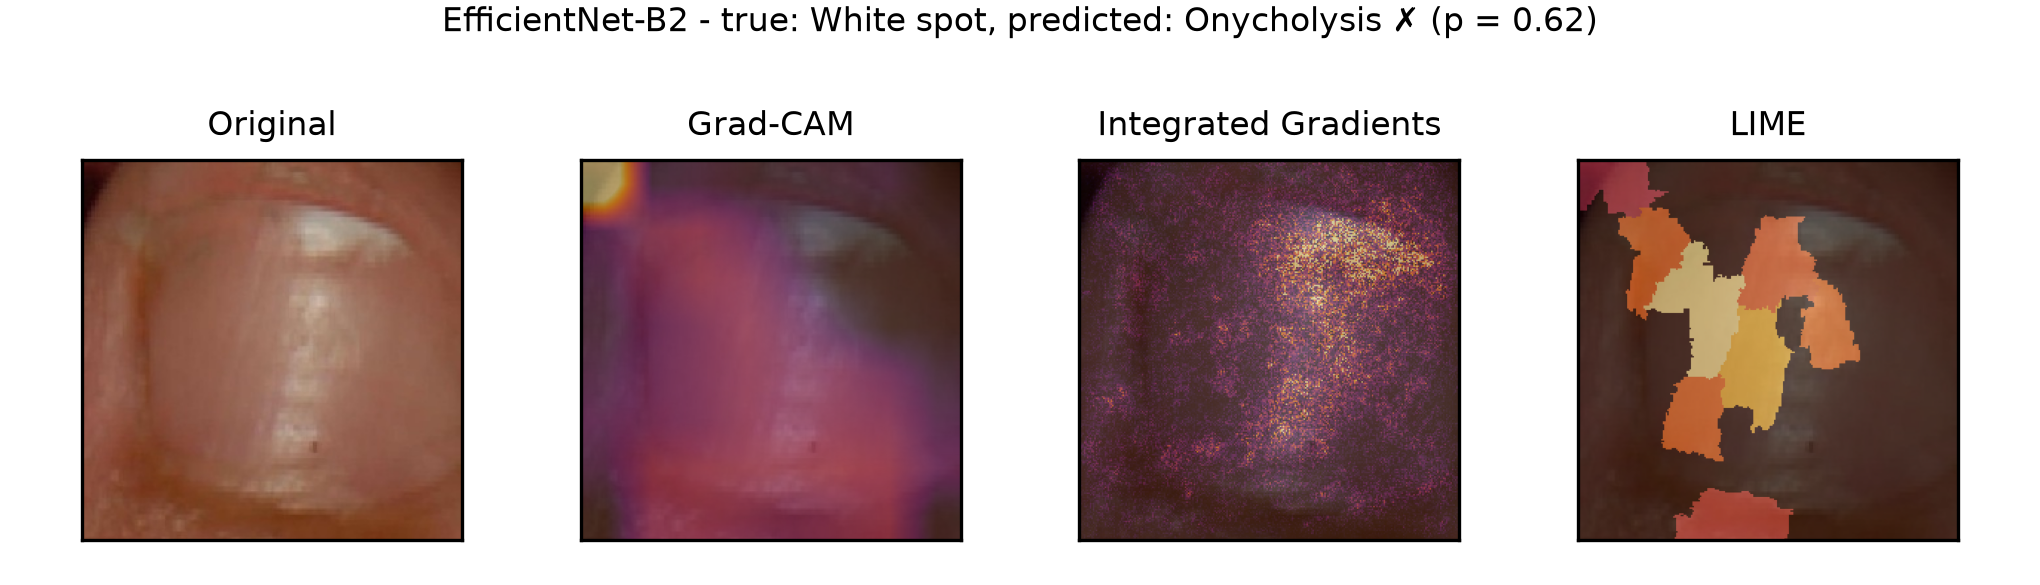 EfficientNet-B2 - true: White spot, predicted: Onycholysis ✗ (p = 0.62)
Original
Grad-CAM
Integrated Gradients
LIME